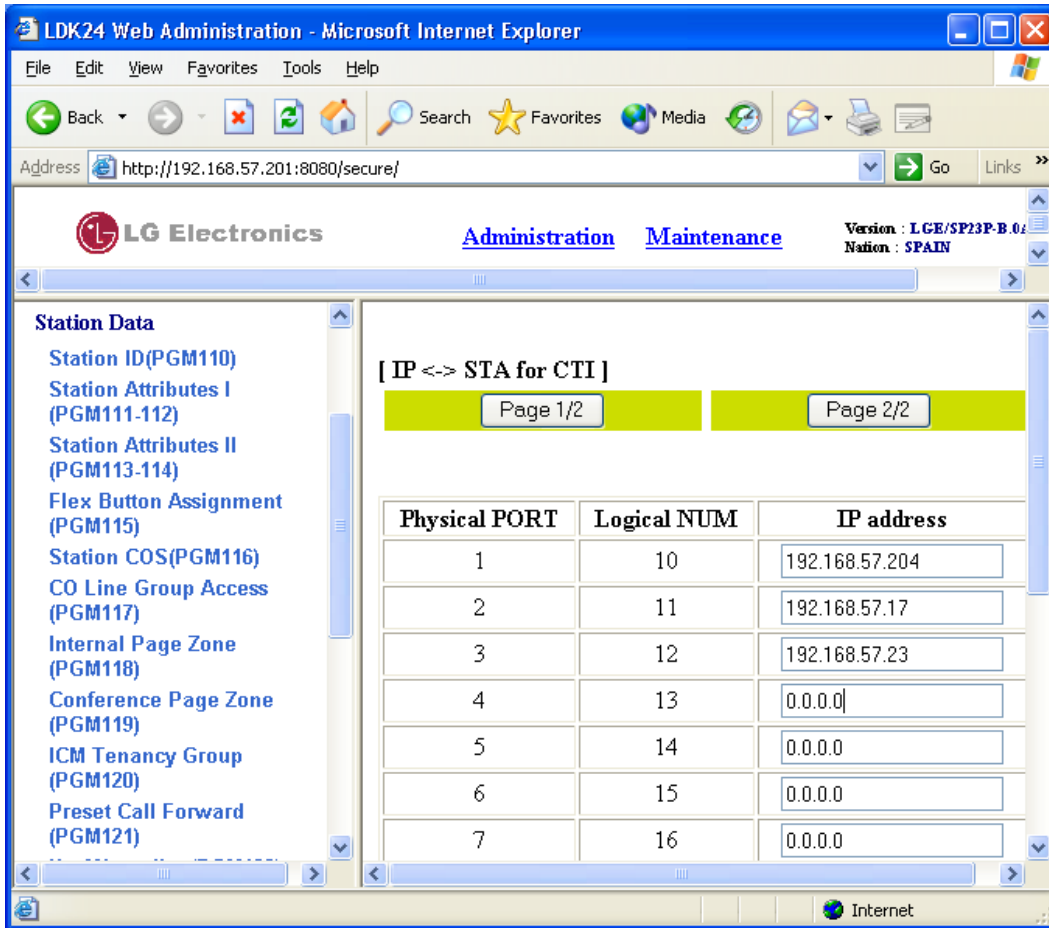 LDK24 Web Administration - Microsoft Internet Explorer
File Edit View Favorites Tools Help
Back Search Favorites Media
Address http://192.168.57.201:8080/secure/ Go Links »
LG Electronics Administration Maintenance Version : LGE/SP23P-B.0
Nation : SPAIN
Station Data
Station ID(PGM110)
Station Attributes I
(PGM111-112)
Station Attributes II
(PGM113-114)
Flex Button Assignment
(PGM115)
Station COS(PGM116)
CO Line Group Access
(PGM117)
Internal Page Zone
(PGM118)
Conference Page Zone
(PGM119)
ICM Tenancy Group
(PGM120)
Preset Call Forward
(PGM121)
[ IP <-> STA for CTI ]
Page 1/2 Page 2/2
Physical PORT Logical NUM IP address
1 10 192.168.57.204
2 11 192.168.57.17
3 12 192.168.57.23
4 13 0.0.0.0
5 14 0.0.0.0
6 15 0.0.0.0
7 16 0.0.0.0
Internet